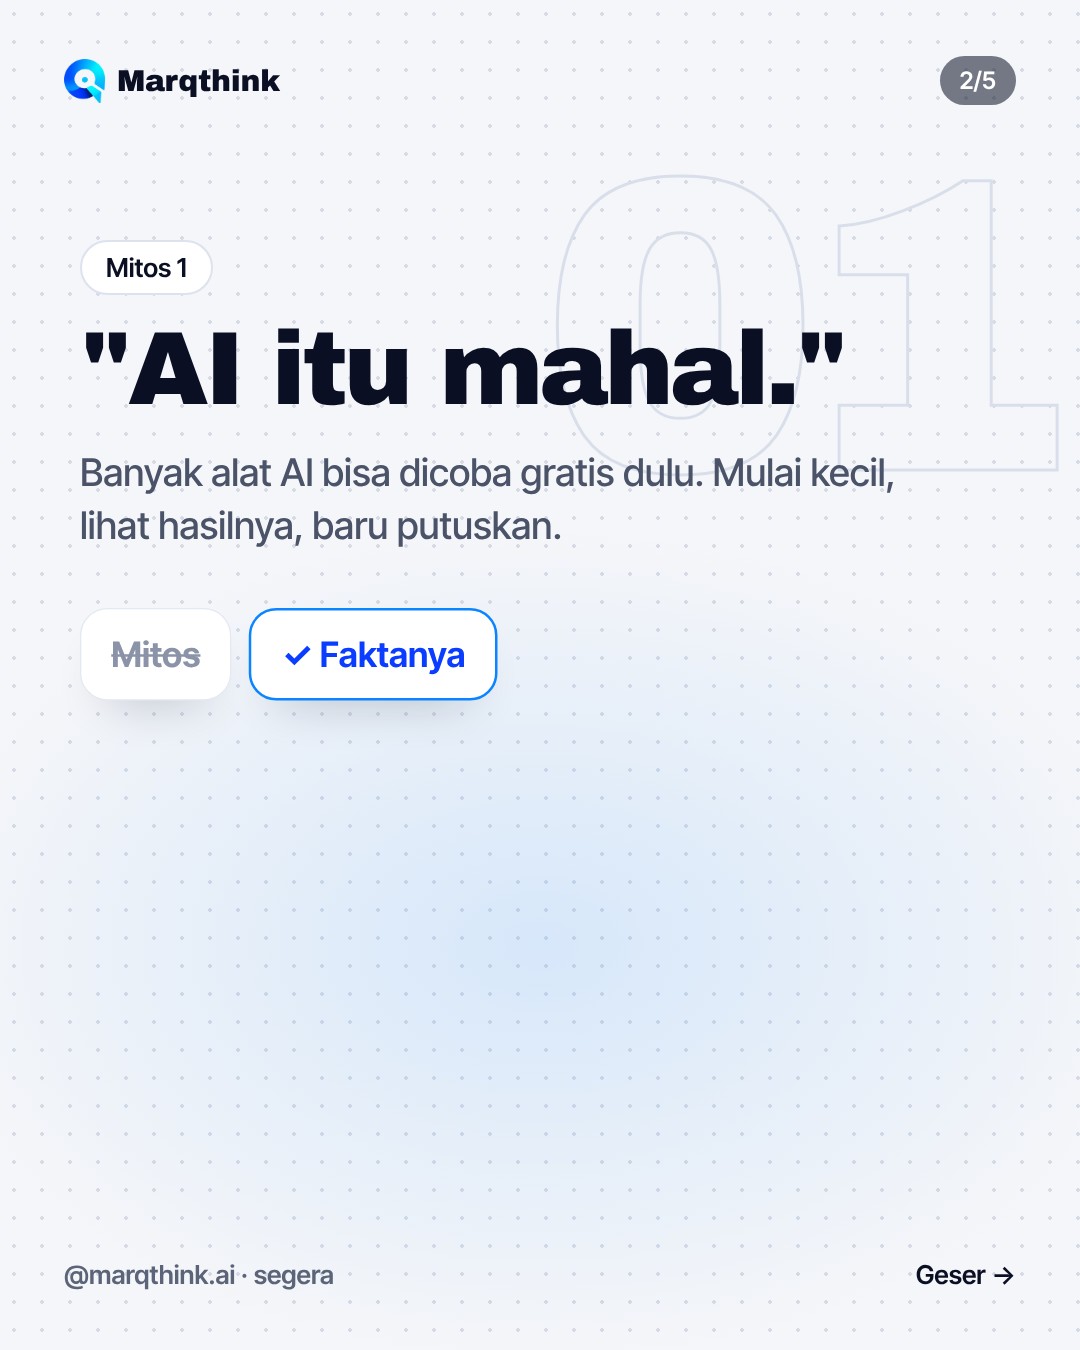 Marqthink
2/5
01
Mitos 1
"AI itu mahal."
Banyak alat AI bisa dicoba gratis dulu. Mulai kecil,
lihat hasilnya, baru putuskan.
Mitos
✓ Faktanya
@marqthink.ai · segera
Geser →